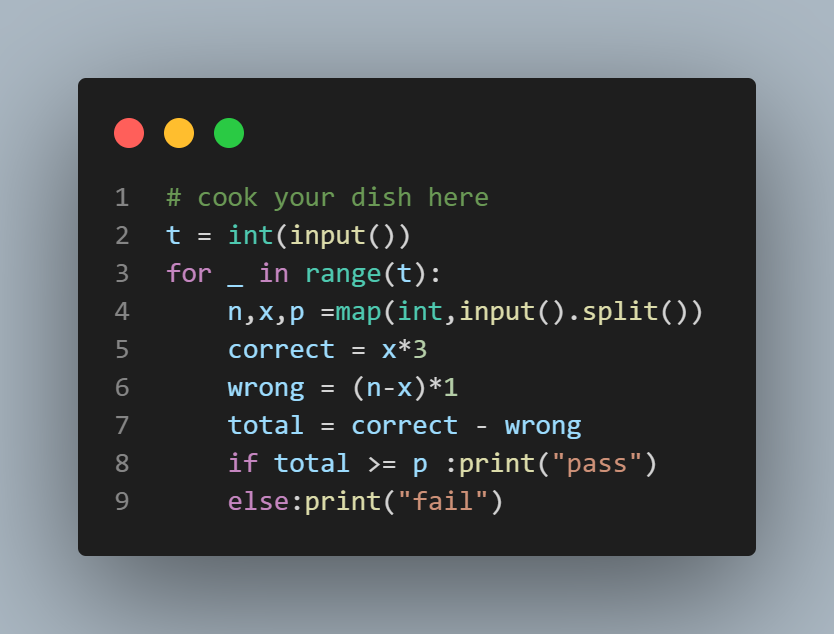 1 # cook your dish here
2 t = int(input())
3 for _ in range(t):
4     n,x,p =map(int,input().split())
5     correct = x*3
6     wrong = (n-x)*1
7     total = correct - wrong
8     if total >= p :print("pass")
9     else:print("fail")